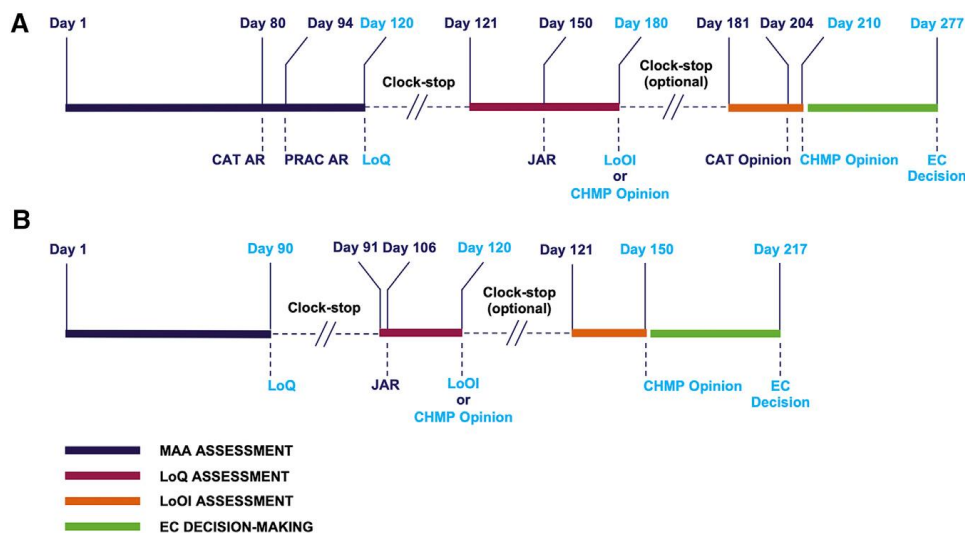 A
Day 1
Day 80
Day 94
Day 120
Day 121
Day 150
Day 180
Day 181
Day 204
Day 210
Day 277
Clock-stop
Clock-stop
(optional)
CAT AR
PRAC AR
LoQ
JAR
LoOI
or
CHMP Opinion
CAT Opinion
CHMP Opinion
EC
Decision
B
Day 1
Day 90
Day 91
Day 106
Day 120
Day 121
Day 150
Day 217
Clock-stop
Clock-stop
(optional)
LoQ
JAR
LoOI
or
CHMP Opinion
CHMP Opinion
EC
Decision
MAA ASSESSMENT
LoQ ASSESSMENT
LoOI ASSESSMENT
EC DECISION-MAKING